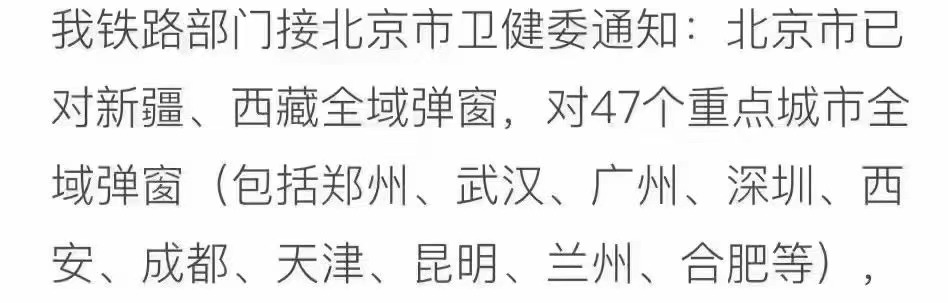 我铁路部门接北京市卫健委通知：北京市已
对新疆、西藏全域弹窗，对47个重点城市全
域弹窗（包括郑州、武汉、广州、深圳、西
安、成都、天津、昆明、兰州、合肥等），